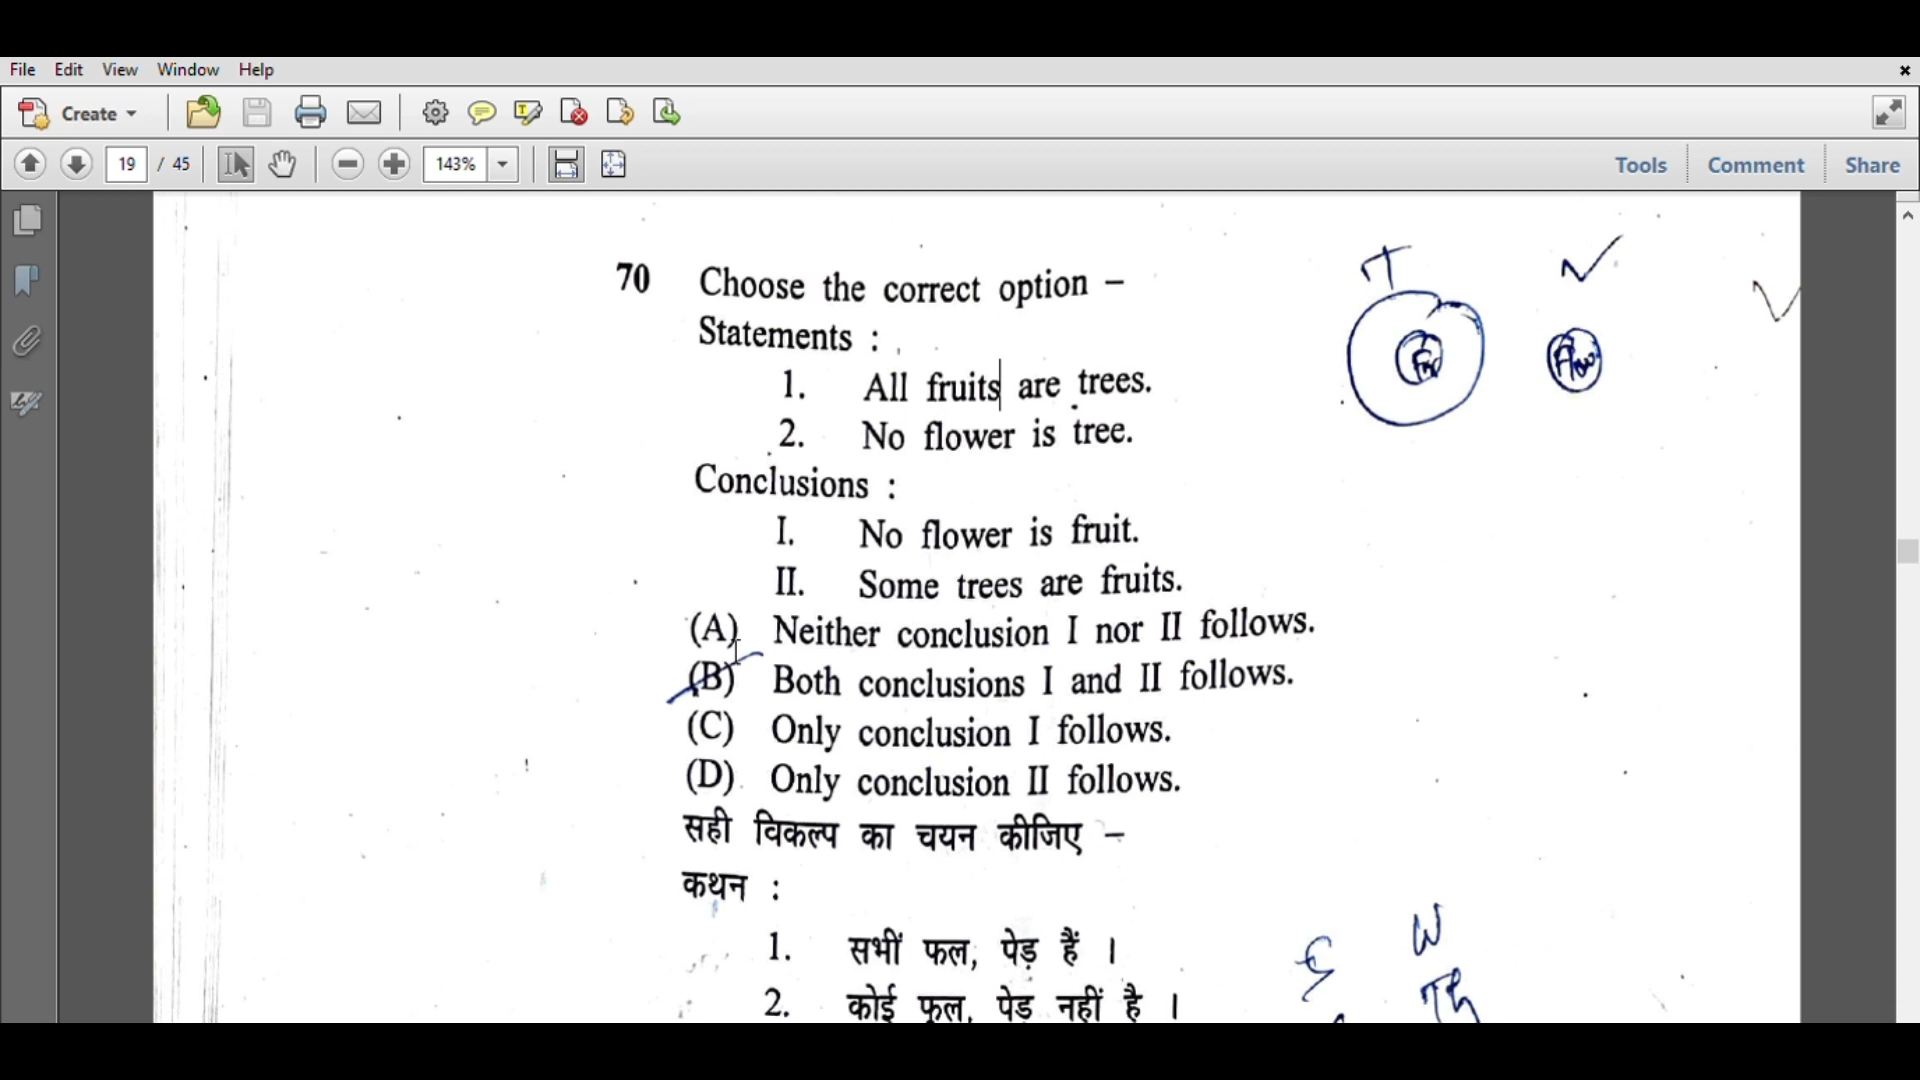 File Edit View Window Help
Create
19 / 45 143% Tools Comment Share
70 Choose the correct option –
Statements :
1. All fruits are trees.
2. No flower is tree.
Conclusions :
I. No flower is fruit.
II. Some trees are fruits.
(A) Neither conclusion I nor II follows.
(B) Both conclusions I and II follows.
(C) Only conclusion I follows.
(D) Only conclusion II follows.
सही विकल्प का चयन कीजिए –
कथन :
1. सभीं फल, पेड़ हैं ।
2. कोई फूल, पेड़ नहीं है ।
T
W
Th